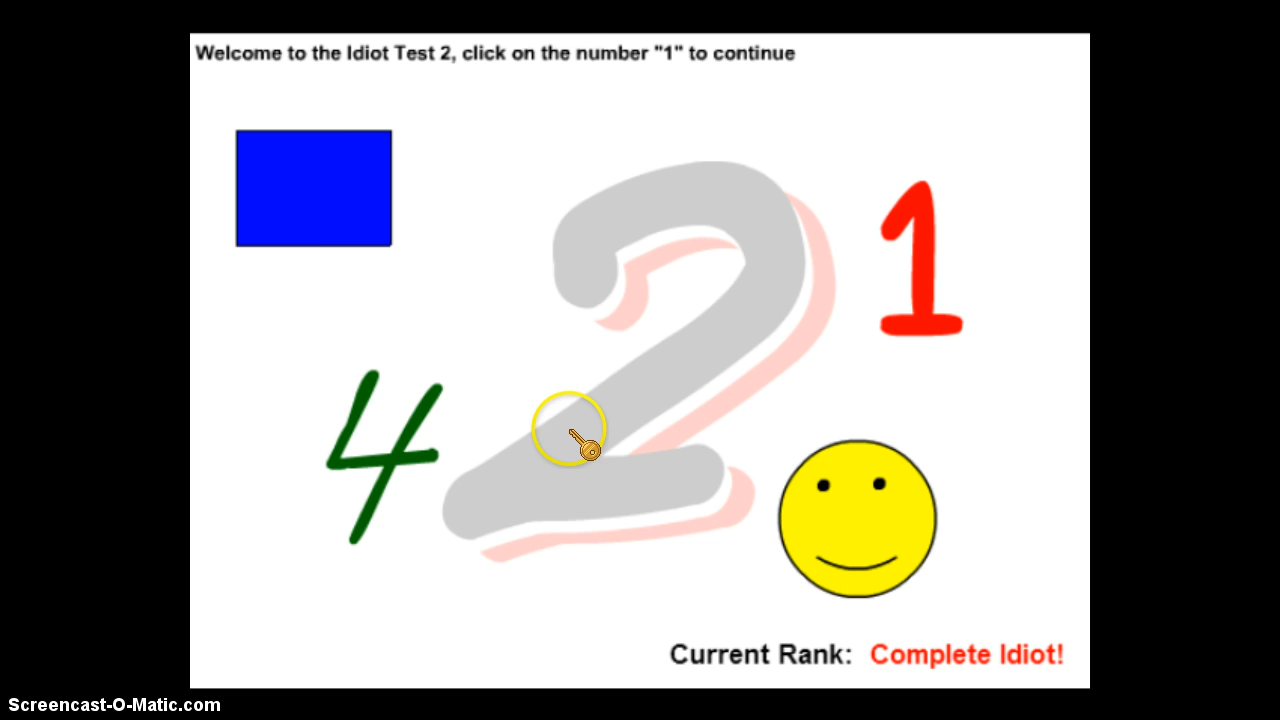 Welcome to the Idiot Test 2, click on the number "1" to continue
2
1
4
Current Rank: Complete Idiot!
Screencast-O-Matic.com